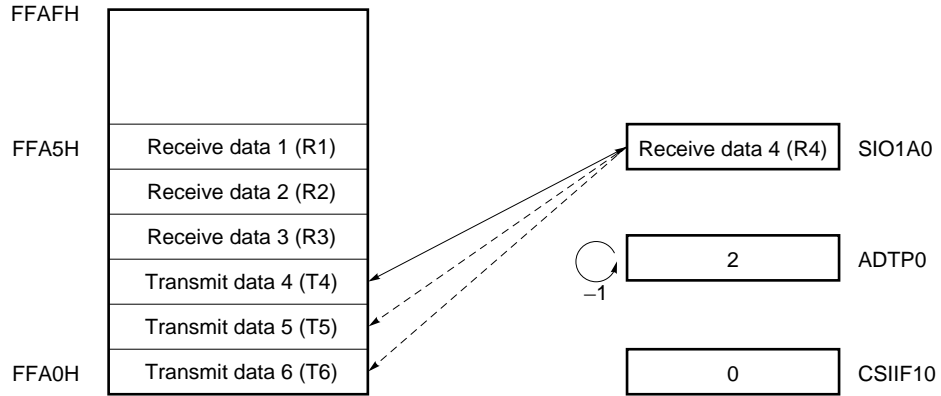 FFAFH
FFA5H
Receive data 1 (R1)
Receive data 4 (R4)
SIO1A0
Receive data 2 (R2)
Receive data 3 (R3)
2
ADTP0
Transmit data 4 (T4)
−1
Transmit data 5 (T5)
FFA0H
Transmit data 6 (T6)
0
CSIIF10